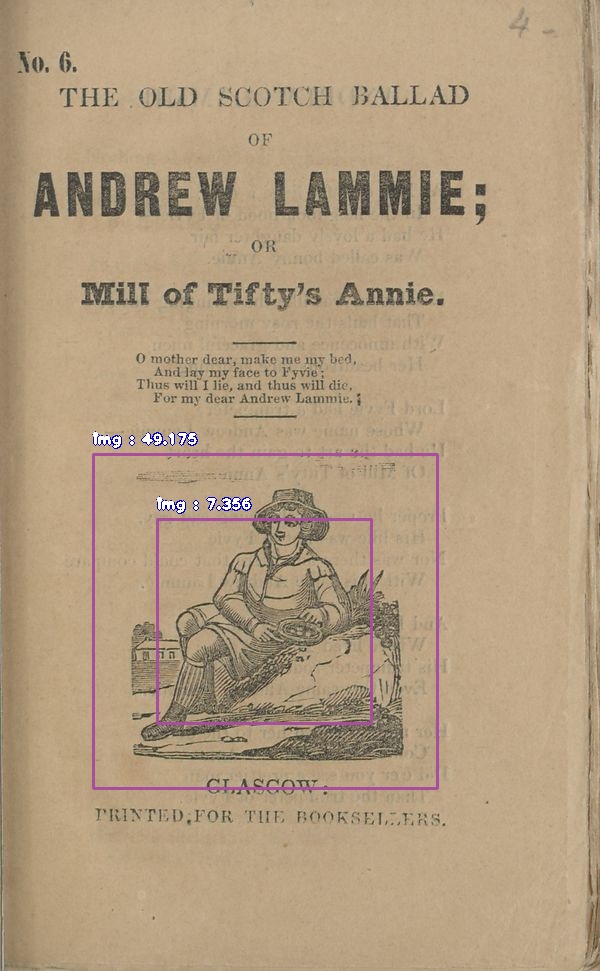 4-
No. 6.
THE OLD SCOTCH BALLAD
OF
ANDREW LAMMIE;
OR
Mill of Tifty's Annie.
O mother dear, make me my bed,
And lay my face to Fyvie;
Thus will I lie, and thus will die,
For my dear Andrew Lammie.
img : 49.175
img : 7.356
GLASGOW:
PRINTED FOR THE BOOKSELLERS.